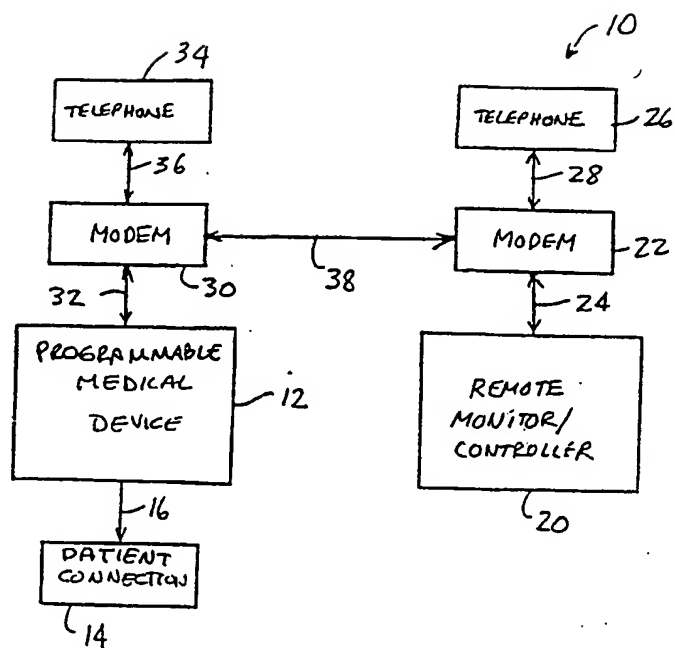 10
34
TELEPHONE
TELEPHONE
26
36
28
MODEM
MODEM
22
30
38
32
24
PROGRAMMABLE
MEDICAL
DEVICE
12
REMOTE
MONITOR/
CONTROLLER
16
20
PATIENT
CONNECTION
14